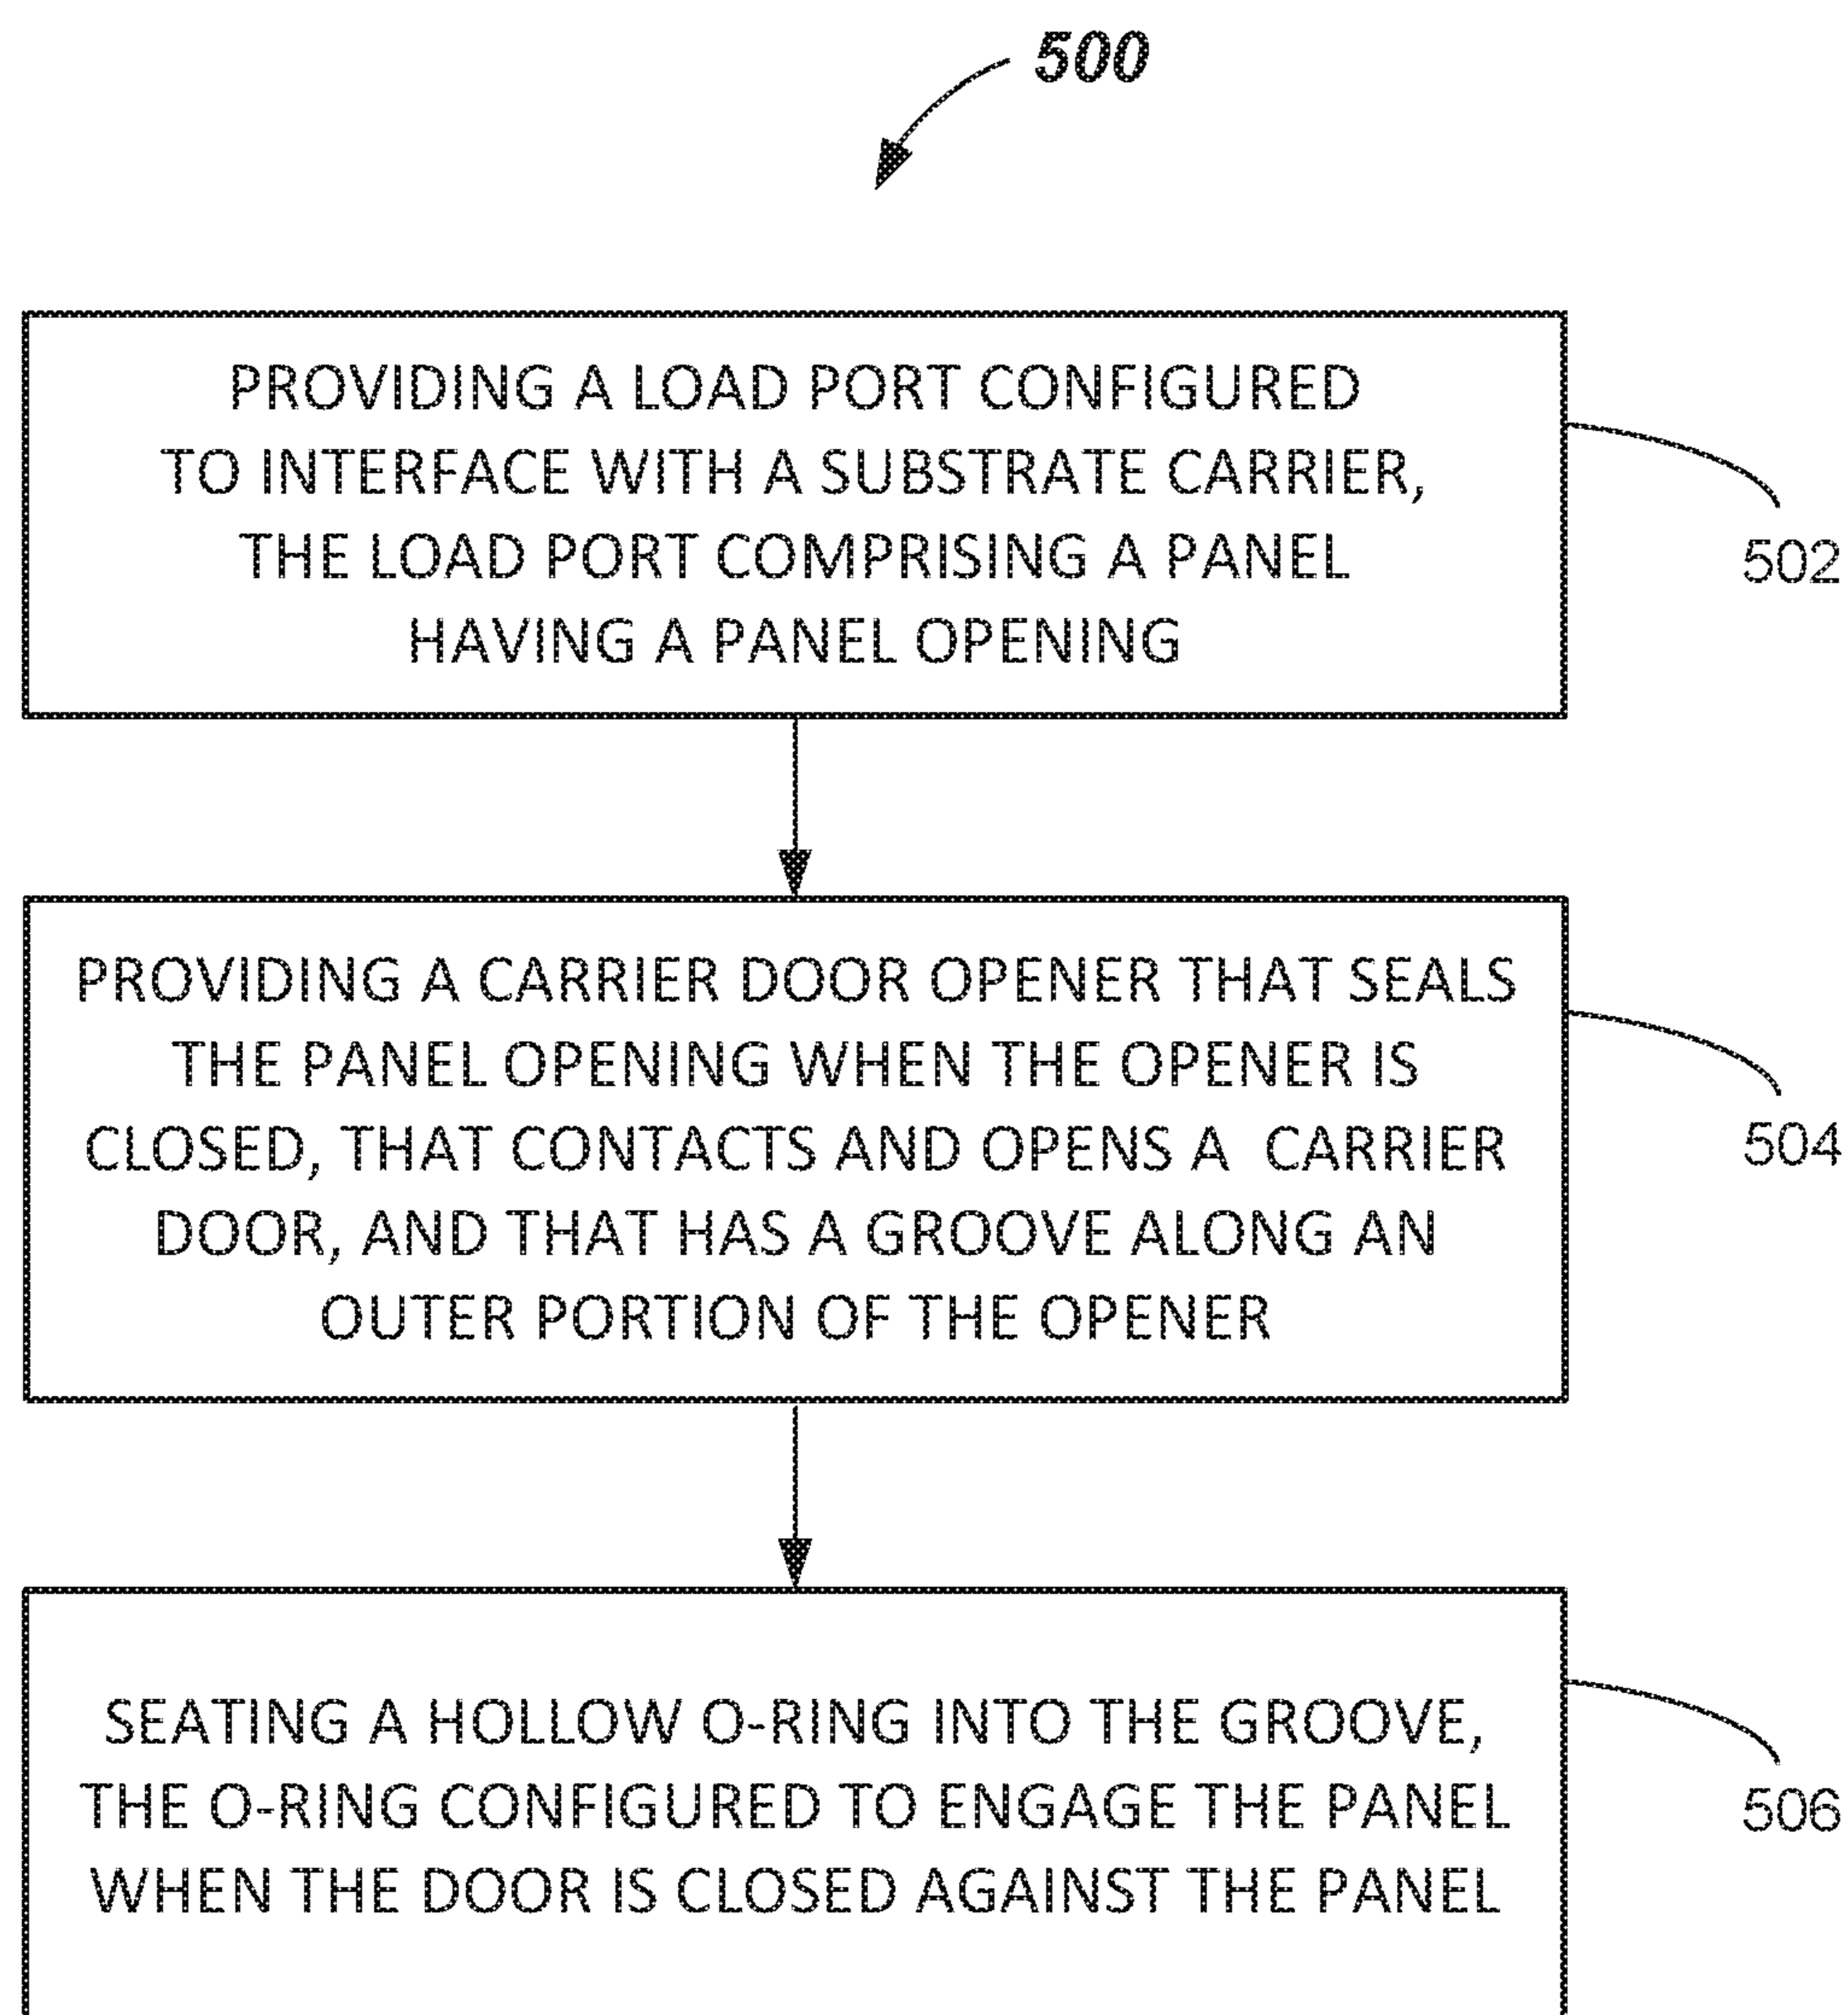 500
PROVIDING A LOAD PORT CONFIGURED
TO INTERFACE WITH A SUBSTRATE CARRIER,
THE LOAD PORT COMPRISING A PANEL
HAVING A PANEL OPENING
502
PROVIDING A CARRIER DOOR OPENER THAT SEALS
THE PANEL OPENING WHEN THE OPENER IS
CLOSED, THAT CONTACTS AND OPENS A CARRIER
DOOR, AND THAT HAS A GROOVE ALONG AN
OUTER PORTION OF THE OPENER
504
SEATING A HOLLOW O-RING INTO THE GROOVE,
THE O-RING CONFIGURED TO ENGAGE THE PANEL
WHEN THE DOOR IS CLOSED AGAINST THE PANEL
506